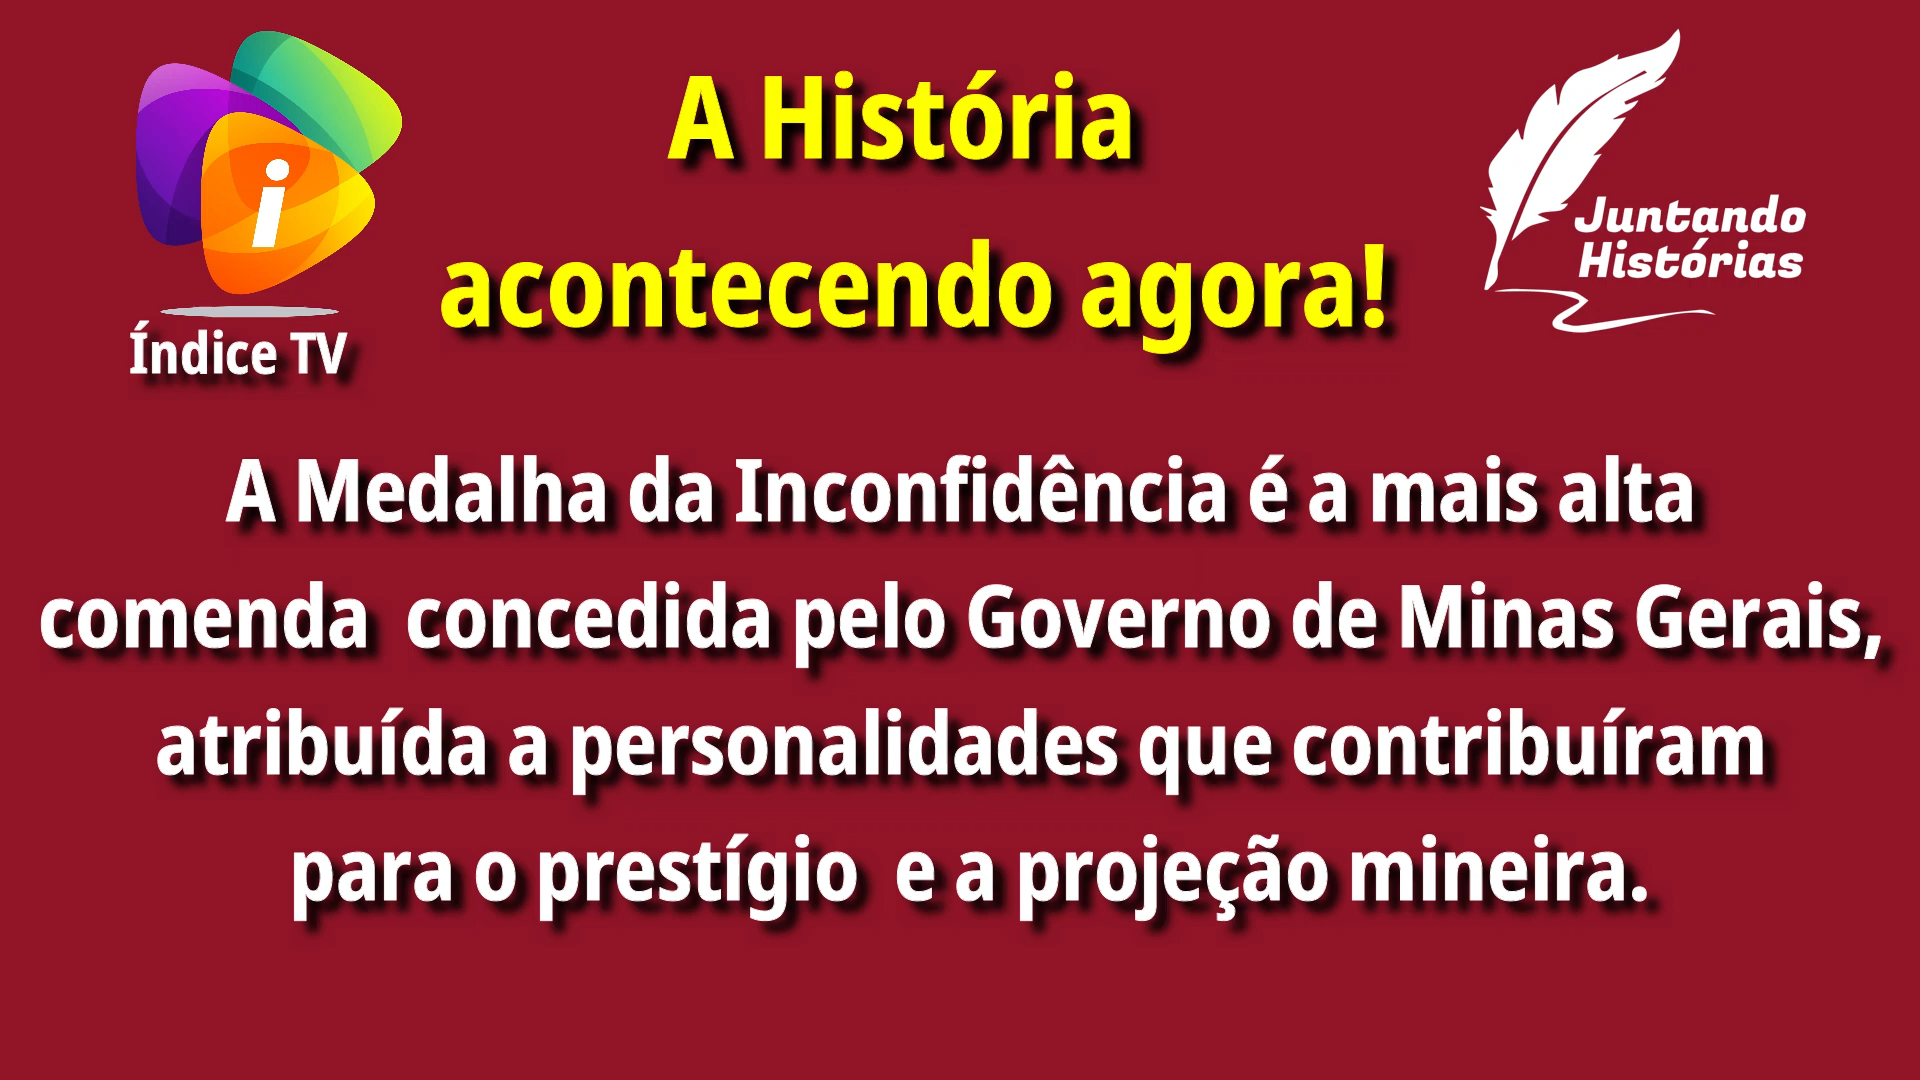 A História
acontecendo agora!
i
Índice TV
Juntando
Histórias
A Medalha da Inconfidência é a mais alta
comenda  concedida pelo Governo de Minas Gerais,
atribuída a personalidades que contribuíram
para o prestígio  e a projeção mineira.